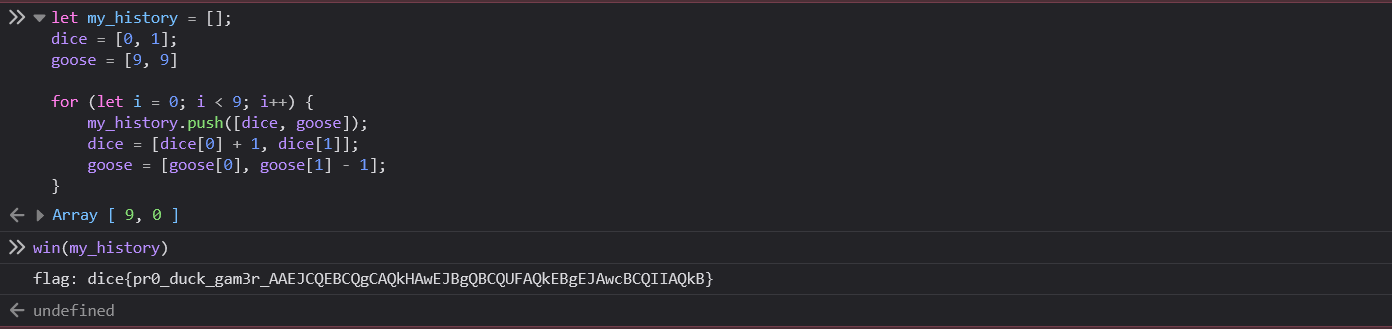 let my_history = [];
dice = [0, 1];
goose = [9, 9]
for (let i = 0; i < 9; i++) {
my_history.push([dice, goose]);
dice = [dice[0] + 1, dice[1]];
goose = [goose[0], goose[1] - 1];
}
Array [ 9, 0 ]
win(my_history)
flag: dice{pr0_duck_gam3r_AAEJCQEBCQgCAQkHAwEJBgQBCQUFAQkEBgEJAwcBCQIIAQkB}
undefined